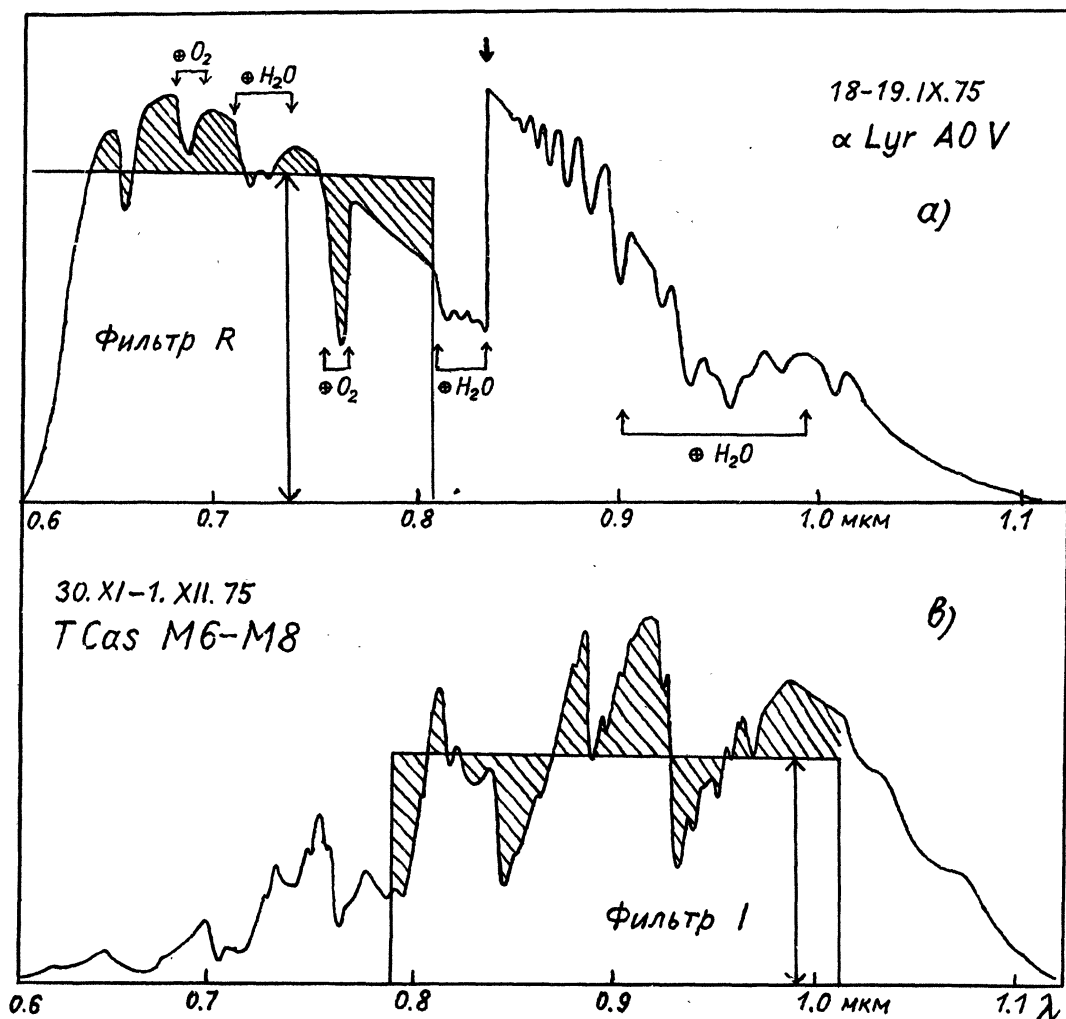 ⊕ O₂
⊕ H₂O
18-19.IX.75
α Lyr A0 V
а)
Фильтр R
⊕ O₂
⊕ H₂O
⊕ H₂O
0.6 0.7 0.8 0.9 1.0 мкм 1.1
30.XI-1.XII.75
T Cas M6-M8
в)
Фильтр I
0.6 0.7 0.8 0.9 1.0 мкм 1.1 λ